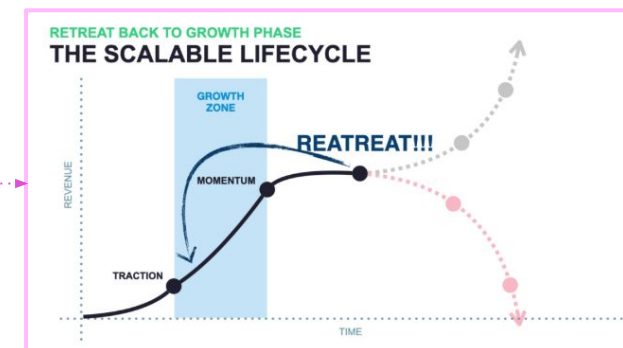 RETREAT BACK TO GROWTH PHASE
THE SCALABLE LIFECYCLE
GROWTH
ZONE
REATREAT!!!
MOMENTUM
REVENUE
TRACTION
TIME